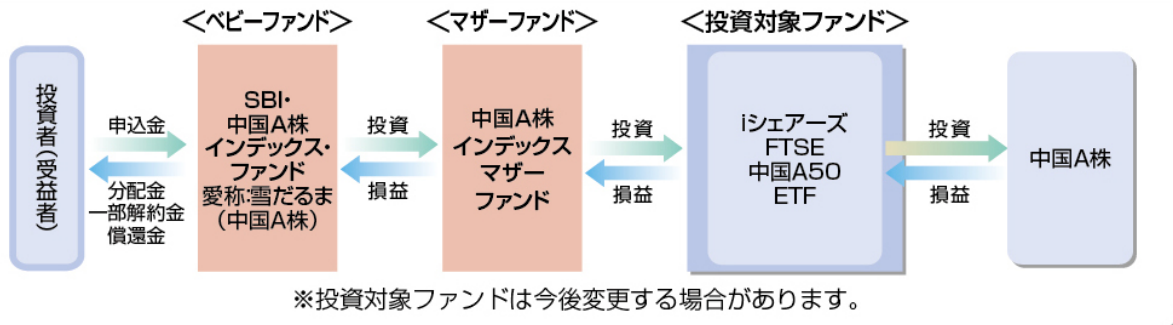 ＜ベビーファンド＞
＜マザーファンド＞
＜投資対象ファンド＞
投資者（受益者）
申込金
分配金
一部解約金
償還金
SBI・
中国A株
インデックス・
ファンド
愛称：雪だるま
（中国A株）
投資
損益
中国A株
インデックス
マザー
ファンド
投資
損益
iシェアーズ
FTSE
中国A50
ETF
投資
損益
中国A株
※投資対象ファンドは今後変更する場合があります。